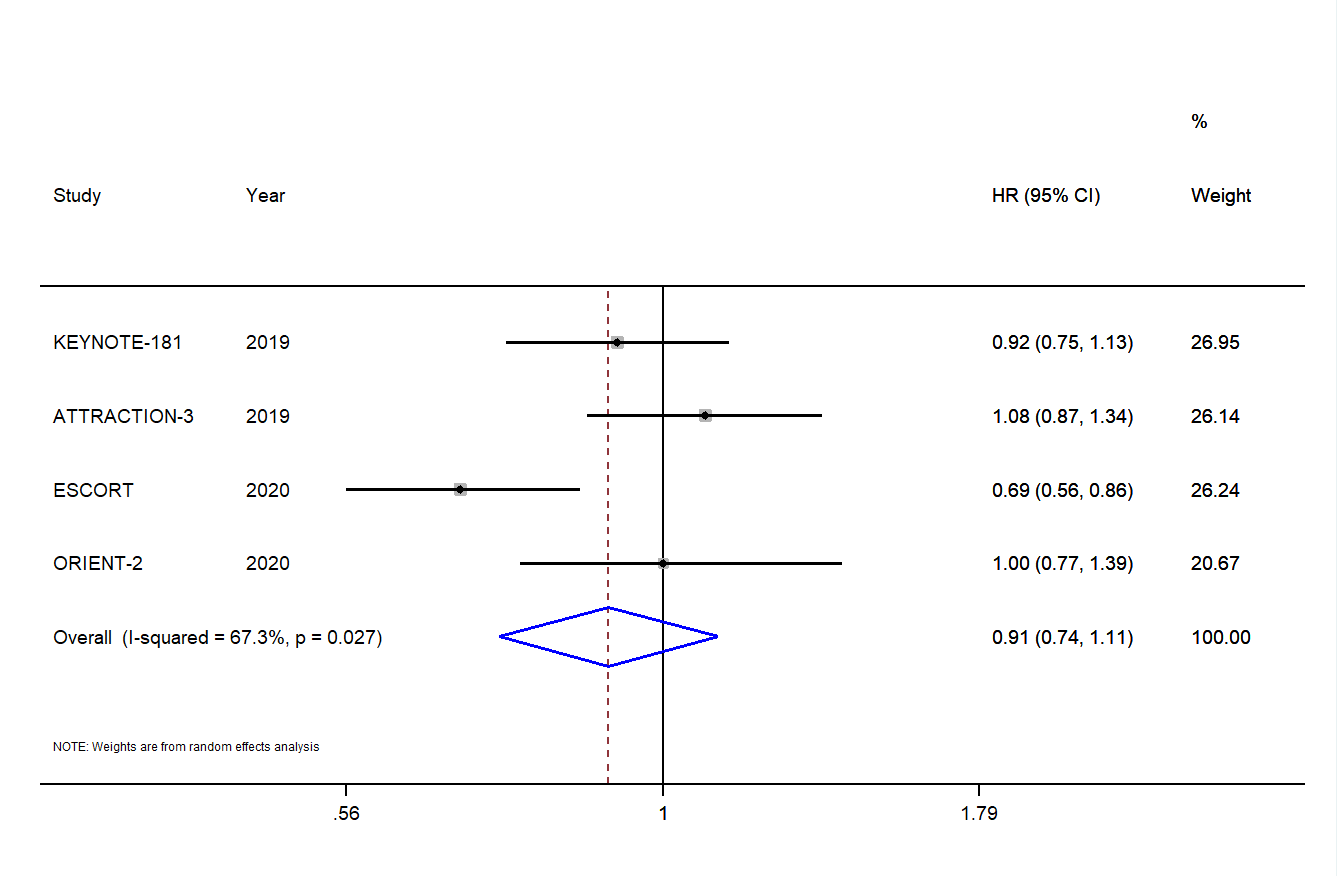 %
Study Year HR (95% CI) Weight
KEYNOTE-181 2019 0.92 (0.75, 1.13) 26.95
ATTRACTION-3 2019 1.08 (0.87, 1.34) 26.14
ESCORT 2020 0.69 (0.56, 0.86) 26.24
ORIENT-2 2020 1.00 (0.77, 1.39) 20.67
Overall (I-squared = 67.3%, p = 0.027) 0.91 (0.74, 1.11) 100.00
NOTE: Weights are from random effects analysis
.56 1 1.79